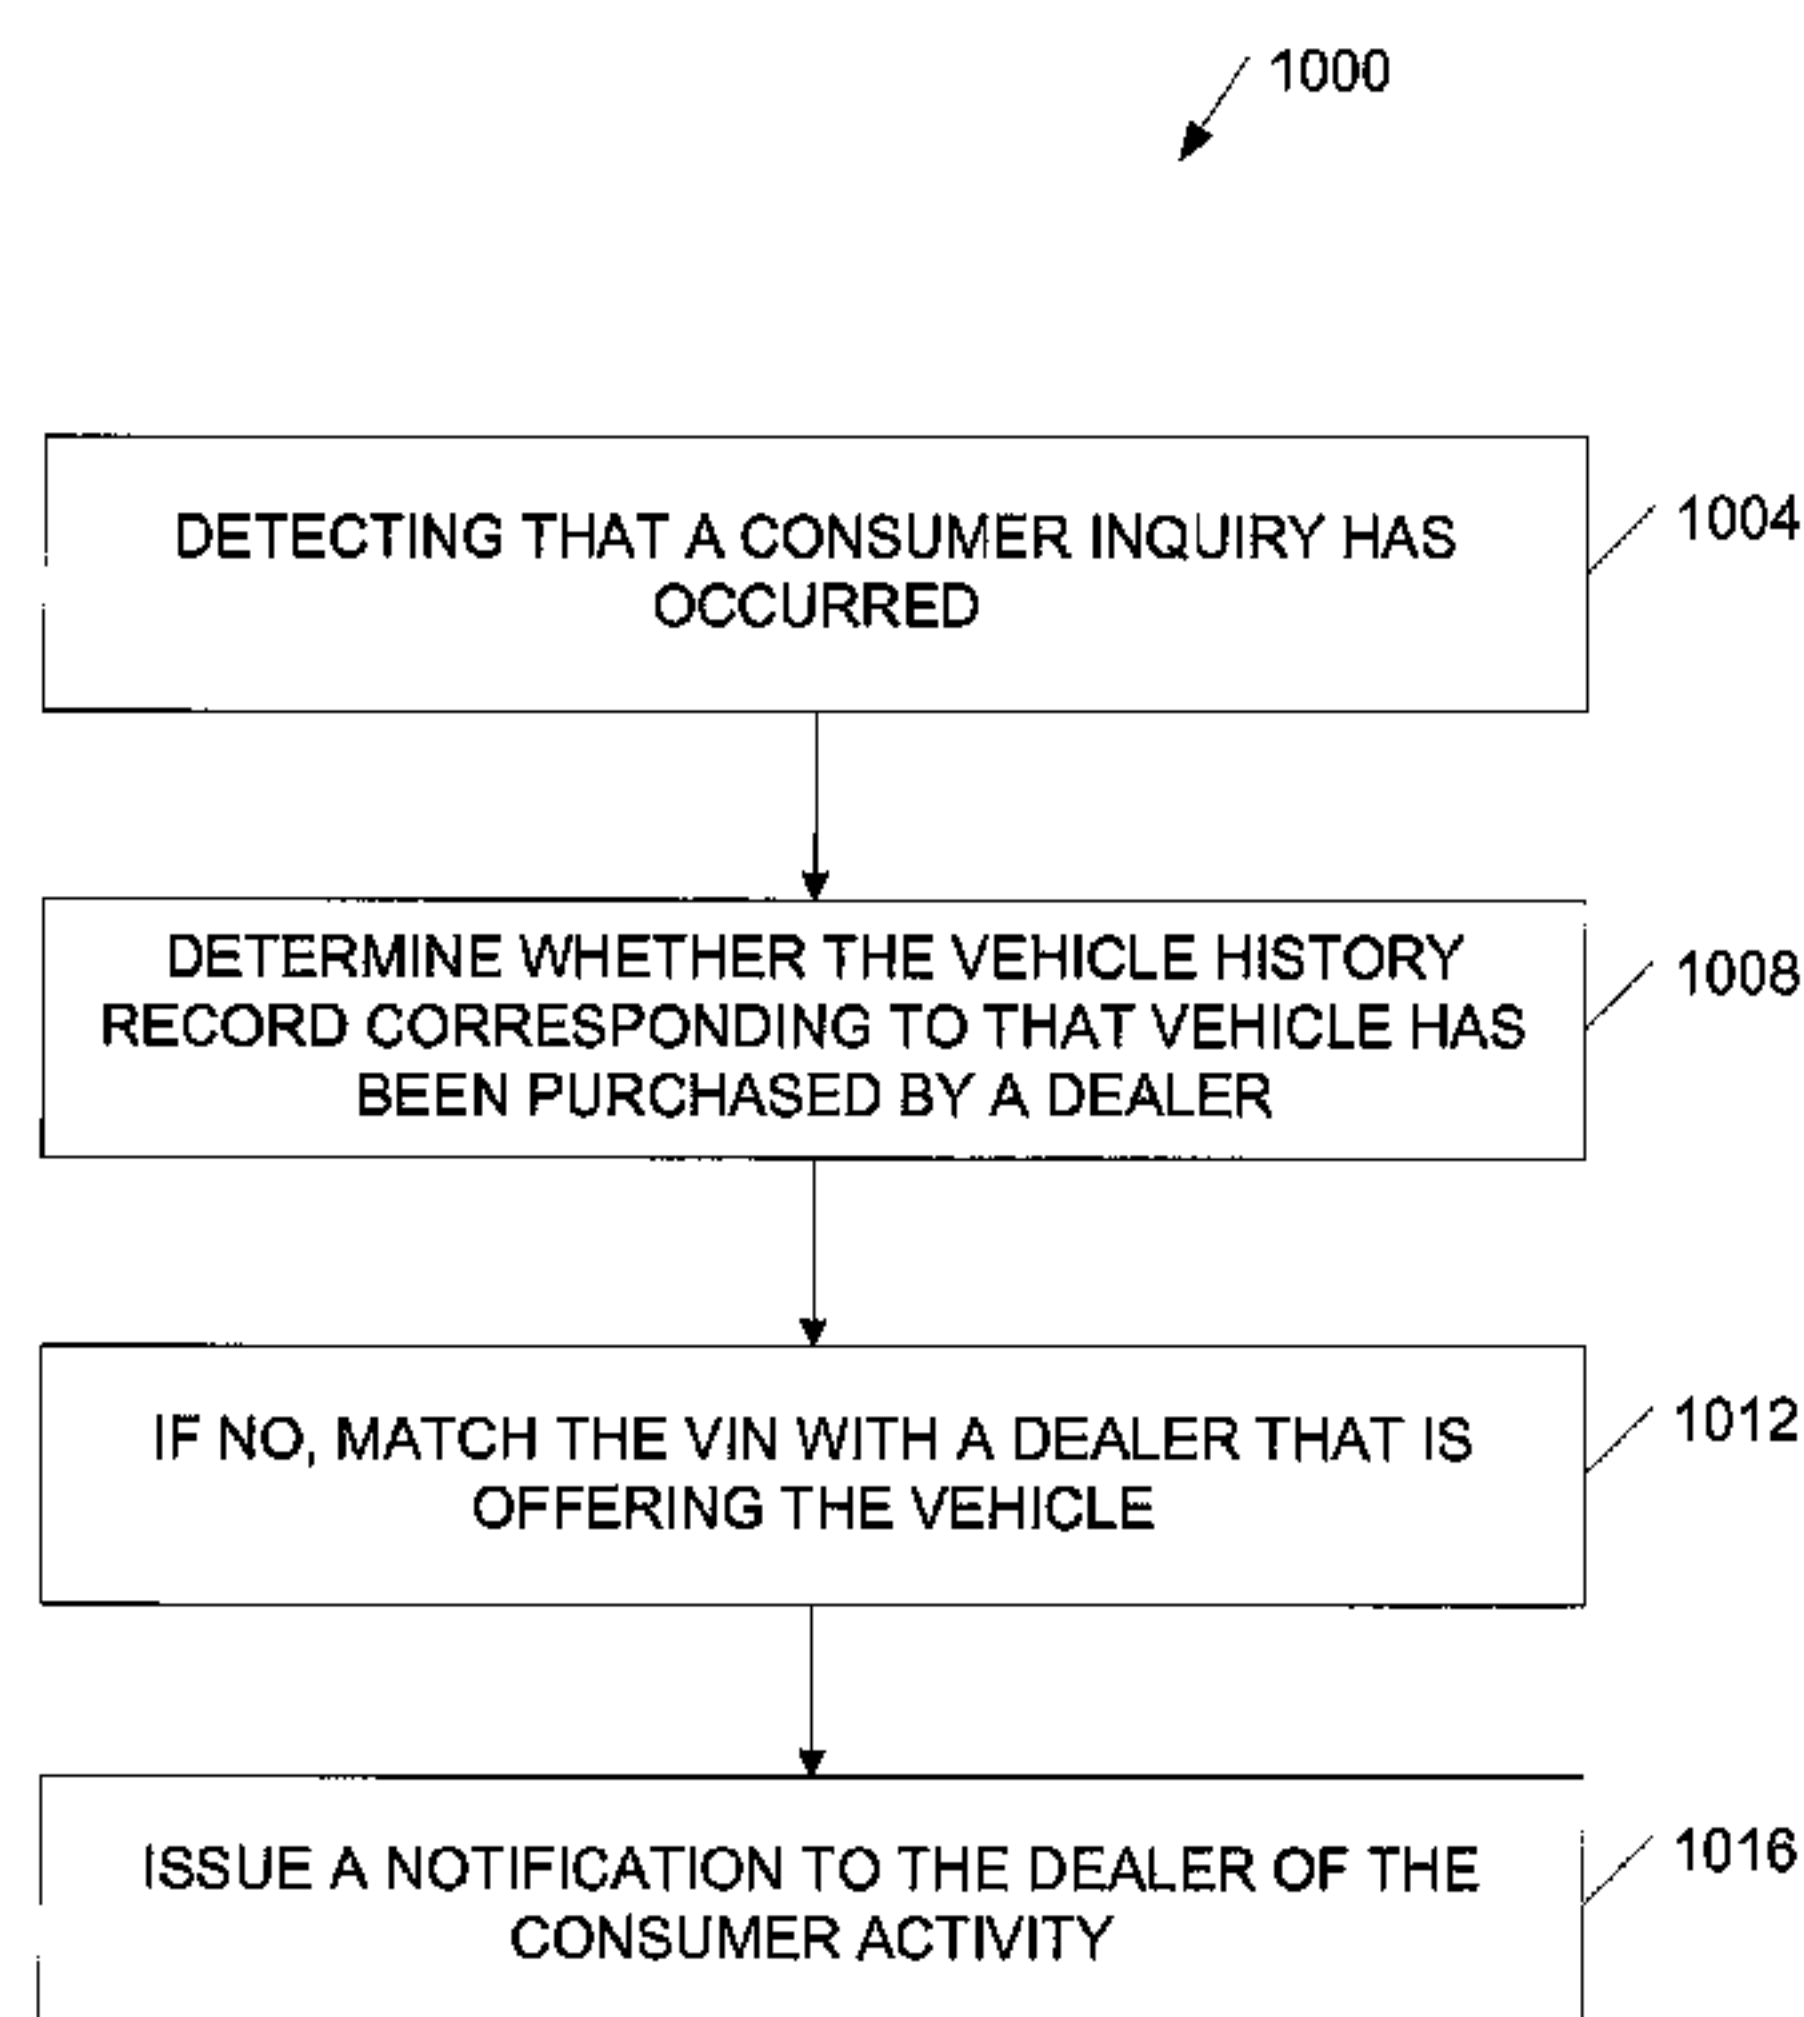 1000
DETECTING THAT A CONSUMER INQUIRY HAS
OCCURRED
1004
DETERMINE WHETHER THE VEHICLE HISTORY
RECORD CORRESPONDING TO THAT VEHICLE HAS
BEEN PURCHASED BY A DEALER
1008
IF NO, MATCH THE VIN WITH A DEALER THAT IS
OFFERING THE VEHICLE
1012
ISSUE A NOTIFICATION TO THE DEALER OF THE
CONSUMER ACTIVITY
1016